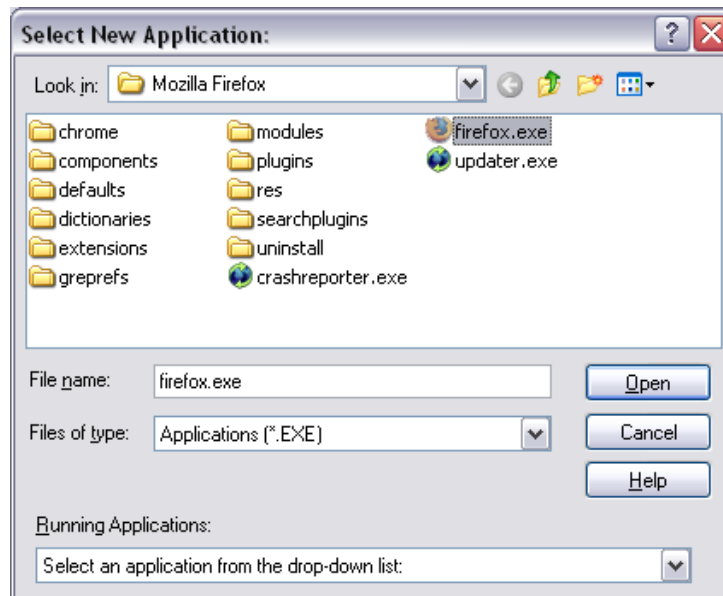 Select New Application:
Look in: Mozilla Firefox
chrome modules firefox.exe
components plugins updater.exe
defaults res
dictionaries searchplugins
extensions uninstall
greprefs crashreporter.exe
File name: firefox.exe Open
Files of type: Applications (*.EXE) Cancel
Help
Running Applications:
Select an application from the drop-down list: